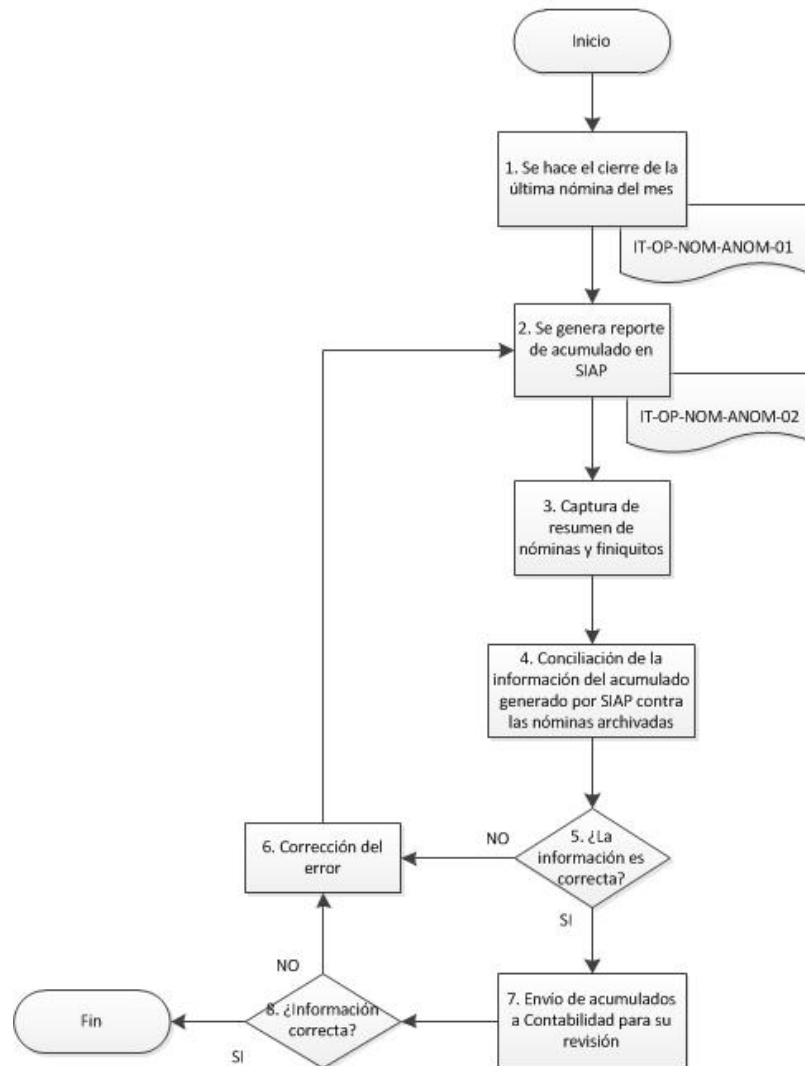 Inicio
1. Se hace el cierre de la
última nómina del mes
IT-OP-NOM-ANOM-01
2. Se genera reporte
de acumulado en
SIAP
IT-OP-NOM-ANOM-02
3. Captura de
resumen de
nóminas y finiquitos
4. Conciliación de la
información del acumulado
generado por SIAP contra
las nóminas archivadas
5. ¿La
información es
correcta?
NO
SI
6. Corrección del
error
7. Envío de acumulados
a Contabilidad para su
revisión
8. ¿Información
correcta?
NO
SI
Fin